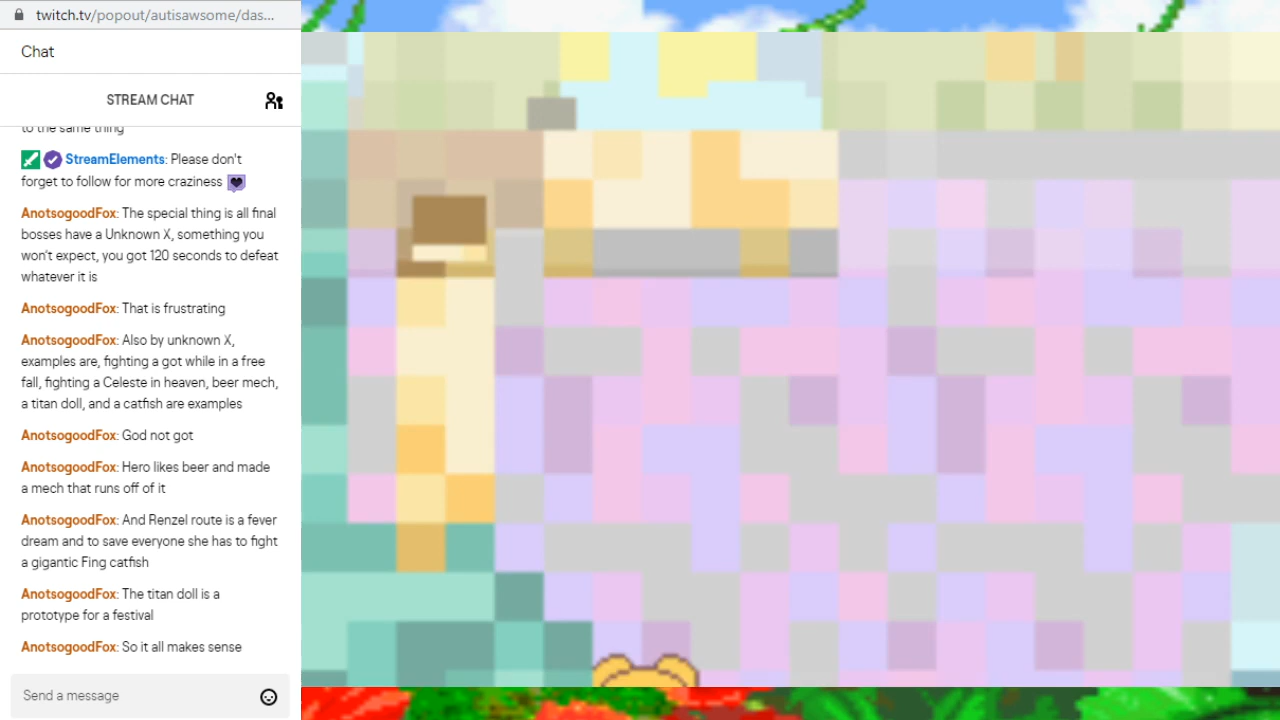 twitch.tv/popout/autisawsome/das...
Chat
STREAM CHAT
to the same thing
StreamElements: Please don't
forget to follow for more craziness
AnotsogoodFox: The special thing is all final
bosses have a Unknown X, something you
won't expect, you got 120 seconds to defeat
whatever it is
AnotsogoodFox: That is frustrating
AnotsogoodFox: Also by unknown X,
examples are, fighting a got while in a free
fall, fighting a Celeste in heaven, beer mech,
a titan doll, and a catfish are examples
AnotsogoodFox: God not got
AnotsogoodFox: Hero likes beer and made
a mech that runs off of it
AnotsogoodFox: And Renzel route is a fever
dream and to save everyone she has to fight
a gigantic Fing catfish
AnotsogoodFox: The titan doll is a
prototype for a festival
AnotsogoodFox: So it all makes sense
Send a message